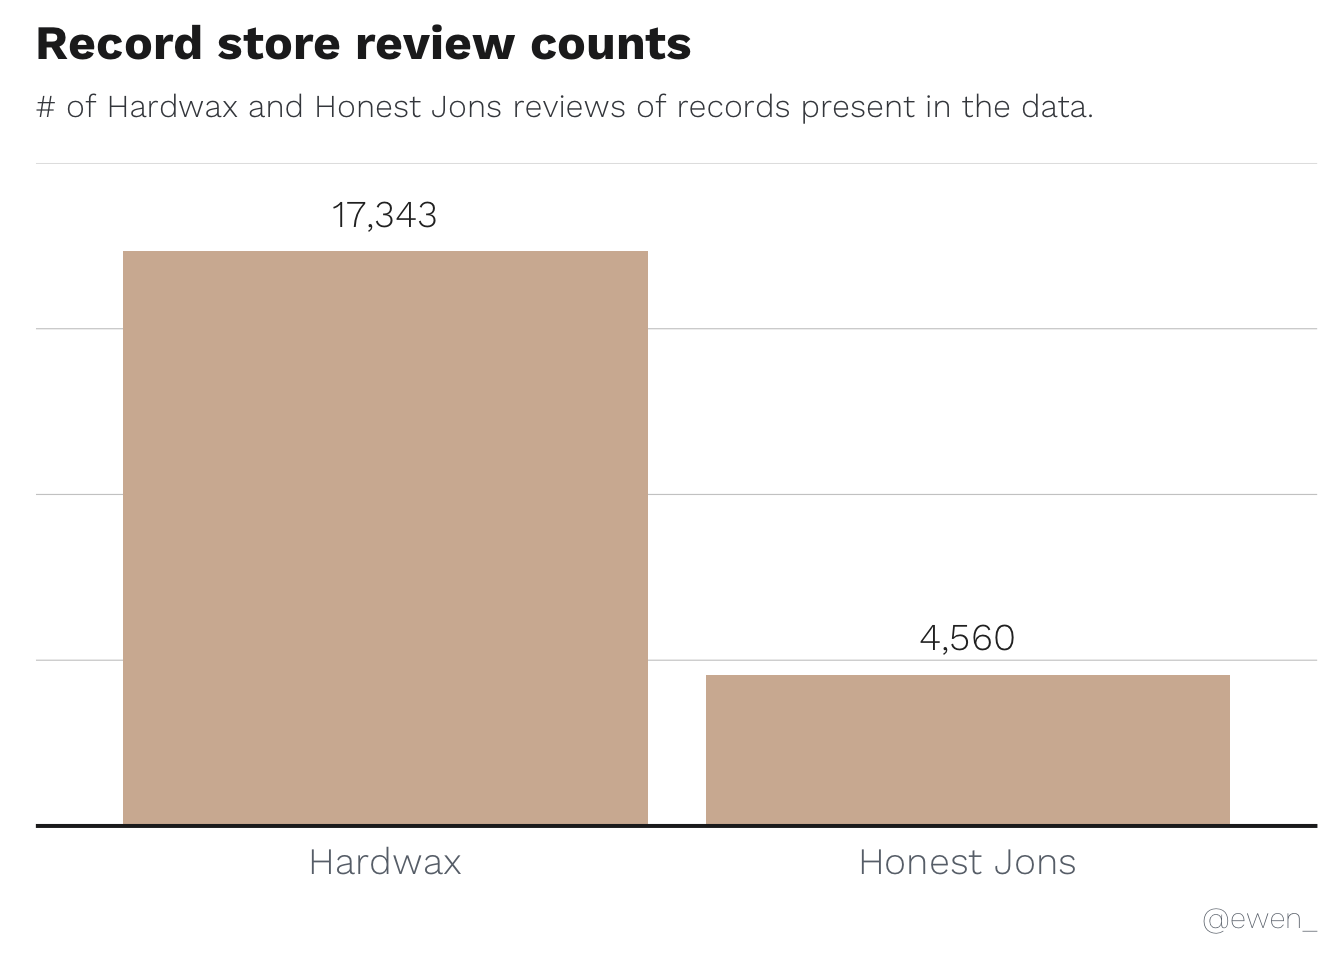 Record store review counts
# of Hardwax and Honest Jons reviews of records present in the data.
17,343
4,560
Hardwax
Honest Jons
@ewen_